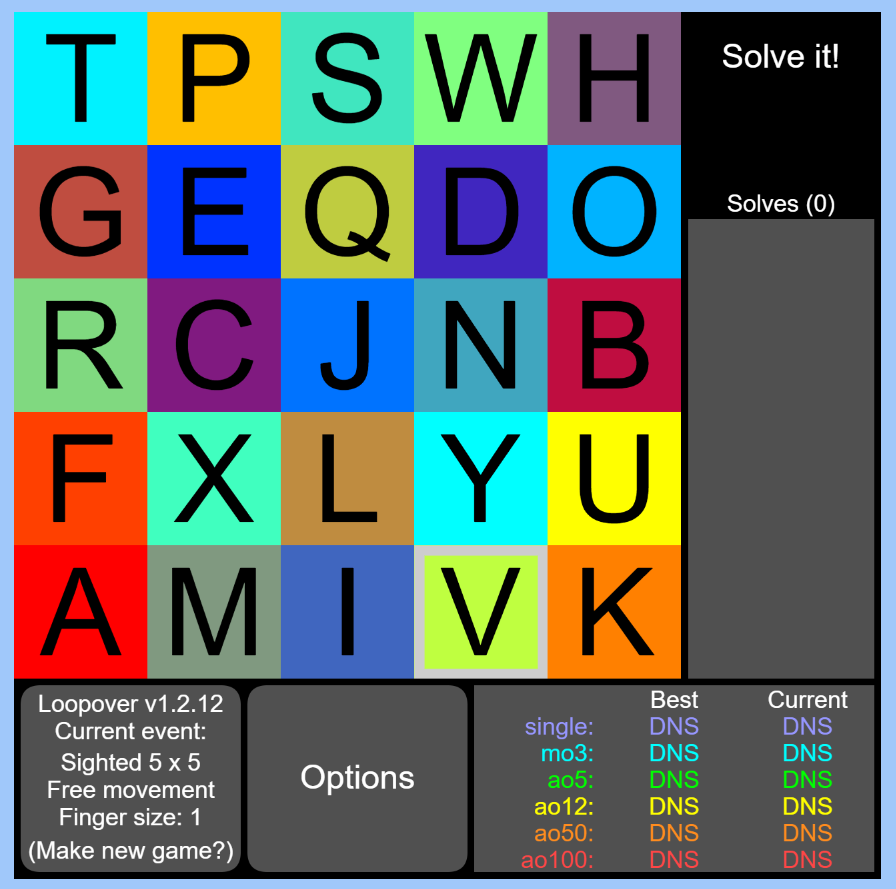 T P S W H
Solve it!
G E Q D O
Solves (0)
R C J N B
F X L Y U
A M I V K
Loopover v1.2.12
Current event:
Sighted 5 x 5
Free movement
Finger size: 1
(Make new game?)
Options
Best Current
single: DNS DNS
mo3: DNS DNS
ao5: DNS DNS
ao12: DNS DNS
ao50: DNS DNS
ao100: DNS DNS